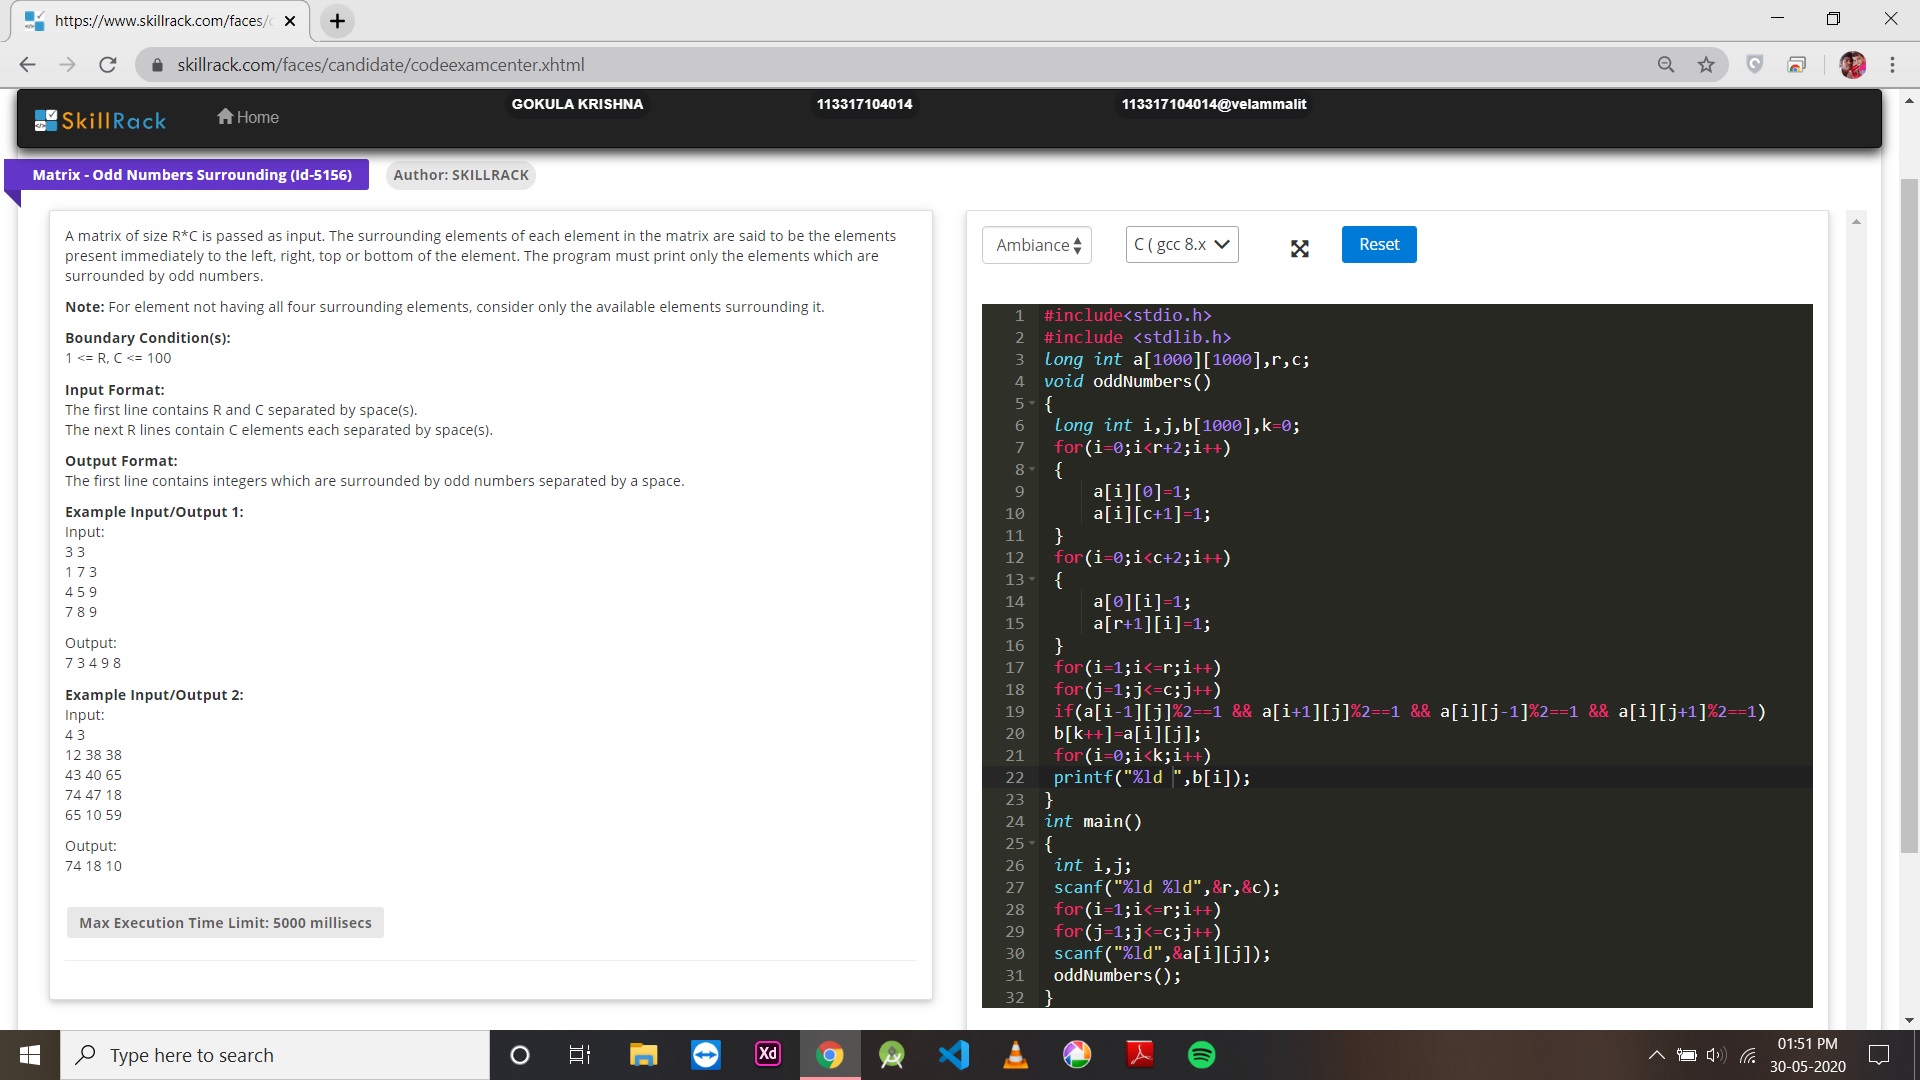 https://www.skillrack.com/faces/c
skillrack.com/faces/candidate/codeexamcenter.xhtml
SkillRack
Home
GOKULA KRISHNA
113317104014
113317104014@velammalit
Matrix - Odd Numbers Surrounding (Id-5156)
Author: SKILLRACK
A matrix of size R*C is passed as input. The surrounding elements of each element in the matrix are said to be the elements
present immediately to the left, right, top or bottom of the element. The program must print only the elements which are
surrounded by odd numbers.
Note: For element not having all four surrounding elements, consider only the available elements surrounding it.
Boundary Condition(s):
1 <= R, C <= 100
Input Format:
The first line contains R and C separated by space(s).
The next R lines contain C elements each separated by space(s).
Output Format:
The first line contains integers which are surrounded by odd numbers separated by a space.
Example Input/Output 1:
Input:
3 3
1 7 3
4 5 9
7 8 9
Output:
7 3 4 9 8
Example Input/Output 2:
Input:
4 3
12 38 38
43 40 65
74 47 18
65 10 59
Output:
74 18 10
Max Execution Time Limit: 5000 millisecs
Ambiance
C ( gcc 8.x
Reset
1 #include<stdio.h>
2 #include <stdlib.h>
3 long int a[1000][1000],r,c;
4 void oddNumbers()
5 {
6 long int i,j,b[1000],k=0;
7 for(i=0;i<r+2;i++)
8 {
9 a[i][0]=1;
10 a[i][c+1]=1;
11 }
12 for(i=0;i<c+2;i++)
13 {
14 a[0][i]=1;
15 a[r+1][i]=1;
16 }
17 for(i=1;i<=r;i++)
18 for(j=1;j<=c;j++)
19 if(a[i-1][j]%2==1 && a[i+1][j]%2==1 && a[i][j-1]%2==1 && a[i][j+1]%2==1)
20 b[k++]=a[i][j];
21 for(i=0;i<k;i++)
22 printf("%ld ",b[i]);
23 }
24 int main()
25 {
26 int i,j;
27 scanf("%ld %ld",&r,&c);
28 for(i=1;i<=r;i++)
29 for(j=1;j<=c;j++)
30 scanf("%ld",&a[i][j]);
31 oddNumbers();
32 }
Type here to search
Xd
01:51 PM
30-05-2020